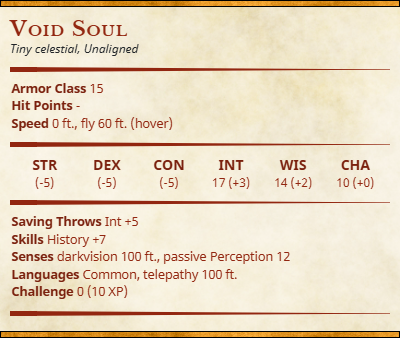 Void Soul
Tiny celestial, Unaligned
Armor Class 15
Hit Points -
Speed 0 ft., fly 60 ft. (hover)
STR DEX CON INT WIS CHA
(-5) (-5) (-5) 17 (+3) 14 (+2) 10 (+0)
Saving Throws Int +5
Skills History +7
Senses darkvision 100 ft., passive Perception 12
Languages Common, telepathy 100 ft.
Challenge 0 (10 XP)